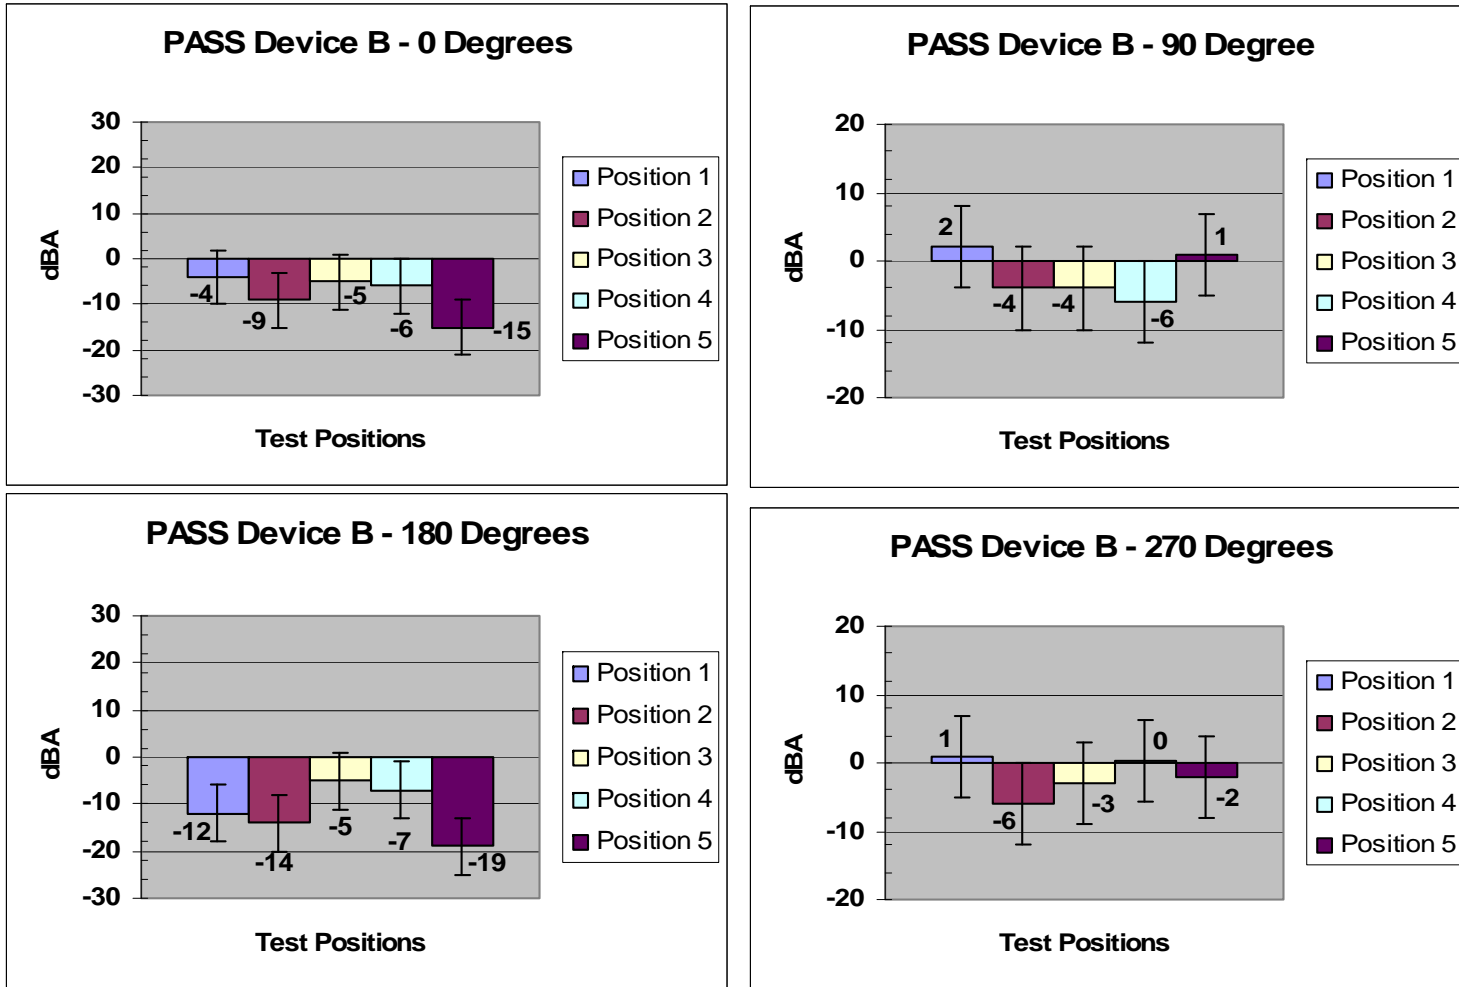 PASS Device B - 0 Degrees
30
20
10
0
-10
-20
-30
dBA
-4
-9
-5
-6
-15
Test Positions
Position 1
Position 2
Position 3
Position 4
Position 5
PASS Device B - 90 Degree
20
10
0
-10
-20
dBA
2
-4
-4
-6
1
Test Positions
Position 1
Position 2
Position 3
Position 4
Position 5
PASS Device B - 180 Degrees
30
20
10
0
-10
-20
-30
dBA
-12
-14
-5
-7
-19
Test Positions
Position 1
Position 2
Position 3
Position 4
Position 5
PASS Device B - 270 Degrees
20
10
0
-10
-20
dBA
1
-6
-3
0
-2
Test Positions
Position 1
Position 2
Position 3
Position 4
Position 5